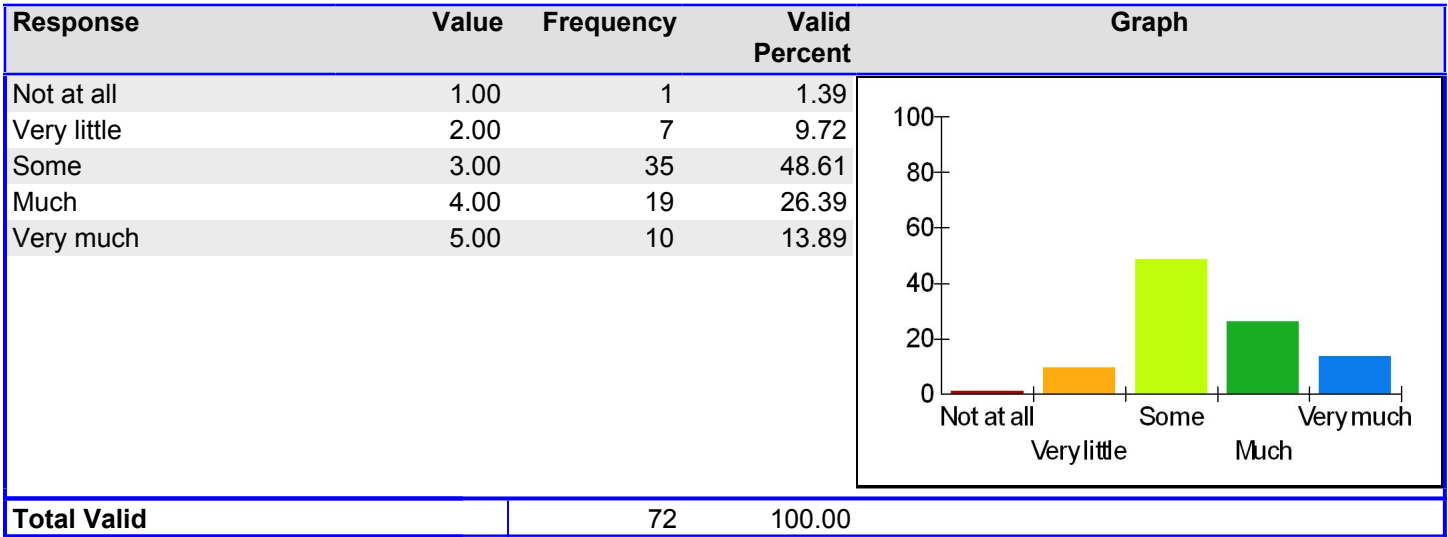 Response Value Frequency Valid Percent Graph
Not at all 1.00 1 1.39
Very little 2.00 7 9.72
Some 3.00 35 48.61
Much 4.00 19 26.39
Very much 5.00 10 13.89
100
80
60
40
20
0
Not at all Some Very much
Very little Much
Total Valid 72 100.00